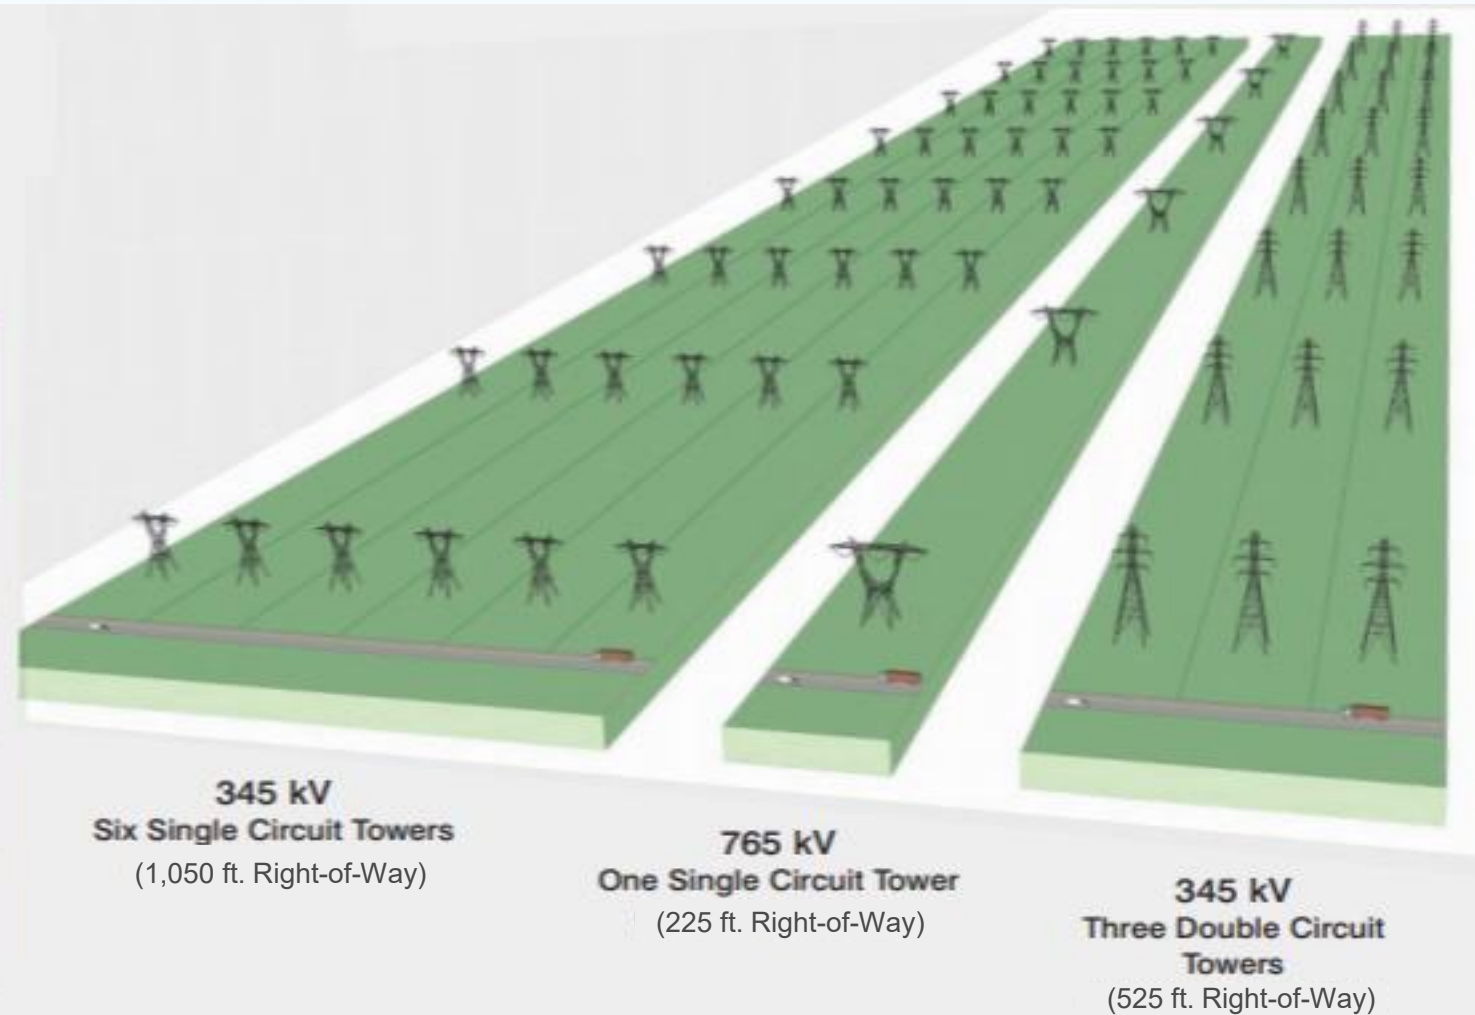 345 kV
Six Single Circuit Towers
(1,050 ft. Right-of-Way)
765 kV
One Single Circuit Tower
(225 ft. Right-of-Way)
345 kV
Three Double Circuit
Towers
(525 ft. Right-of-Way)